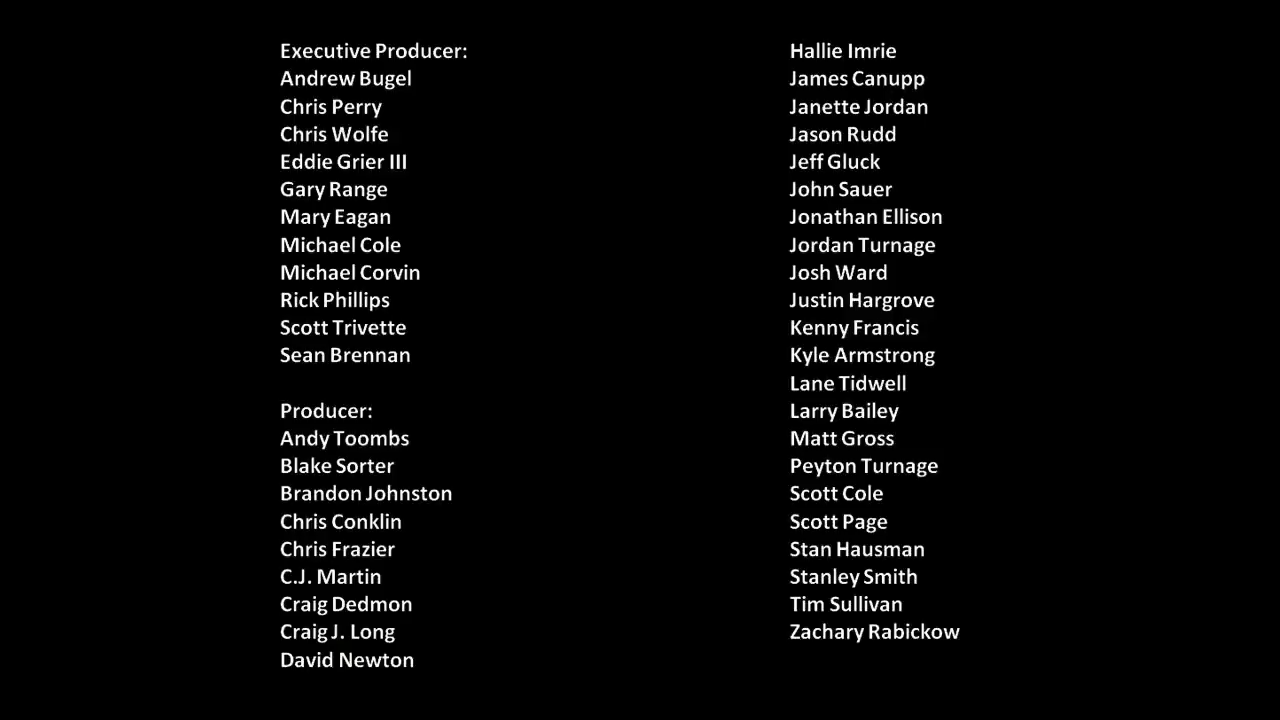 Executive Producer:
Andrew Bugel
Chris Perry
Chris Wolfe
Eddie Grier III
Gary Range
Mary Eagan
Michael Cole
Michael Corvin
Rick Phillips
Scott Trivette
Sean Brennan
Producer:
Andy Toombs
Blake Sorter
Brandon Johnston
Chris Conklin
Chris Frazier
C.J. Martin
Craig Dedmon
Craig J. Long
David Newton
Hallie Imrie
James Canupp
Janette Jordan
Jason Rudd
Jeff Gluck
John Sauer
Jonathan Ellison
Jordan Turnage
Josh Ward
Justin Hargrove
Kenny Francis
Kyle Armstrong
Lane Tidwell
Larry Bailey
Matt Gross
Peyton Turnage
Scott Cole
Scott Page
Stan Hausman
Stanley Smith
Tim Sullivan
Zachary Rabickow